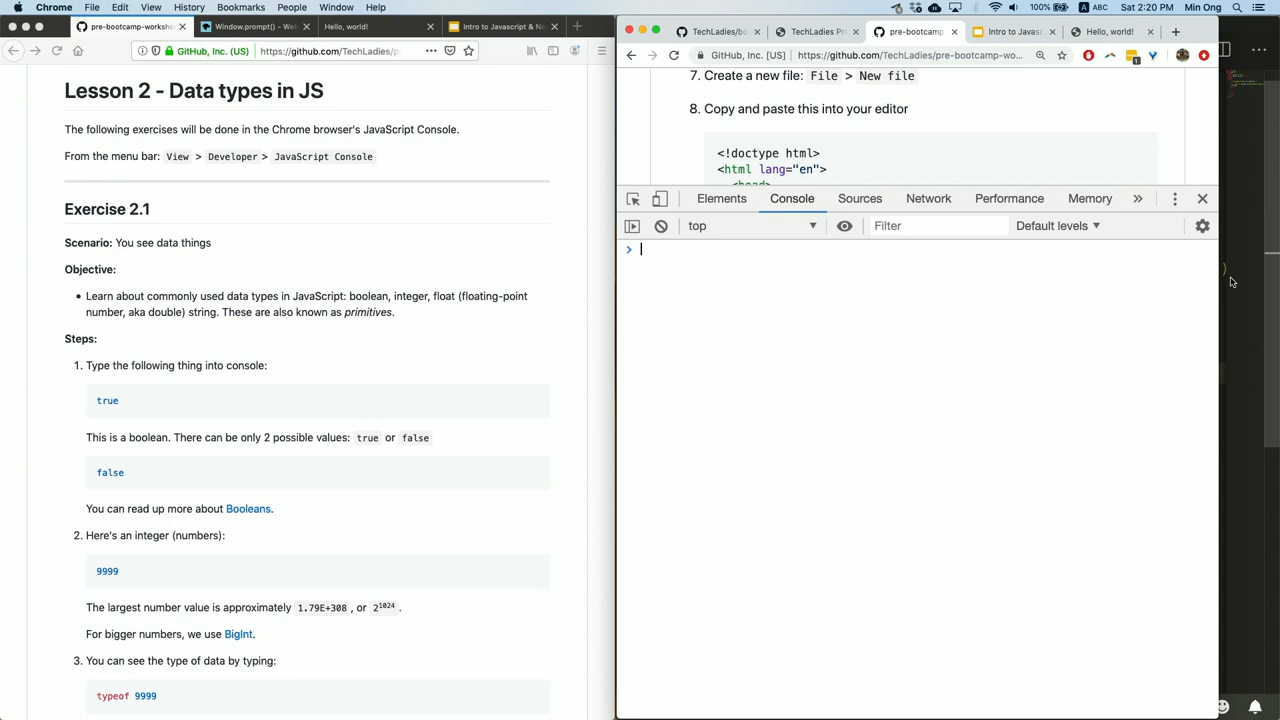 Chrome File Edit View History Bookmarks People Window Help
100% ABC Sat 2:20 PM Min Ong
pre-bootcamp-worksho
Window.prompt() - Web
Hello, world!
Intro to Javascript & No
GitHub, Inc. (US) https://github.com/TechLadies/p
Lesson 2 - Data types in JS
The following exercises will be done in the Chrome browser's JavaScript Console.
From the menu bar: View > Developer > JavaScript Console
Exercise 2.1
Scenario: You see data things
Objective:
• Learn about commonly used data types in JavaScript: boolean, integer, float (floating-point
number, aka double) string. These are also known as primitives.
Steps:
1. Type the following thing into console:
true
This is a boolean. There can be only 2 possible values: true or false
false
You can read up more about Booleans.
2. Here's an integer (numbers):
9999
The largest number value is approximately 1.79E+308 , or 2^1024 .
For bigger numbers, we use BigInt.
3. You can see the type of data by typing:
typeof 9999
TechLadies/bo
TechLadies Pr
pre-bootcamp
Intro to Javas
Hello, world!
GitHub, Inc. [US] https://github.com/TechLadies/pre-bootcamp-wo...
7. Create a new file: File > New file
8. Copy and paste this into your editor
<!doctype html>
<html lang="en">
<head>
Elements Console Sources Network Performance Memory »
top Filter Default levels
>